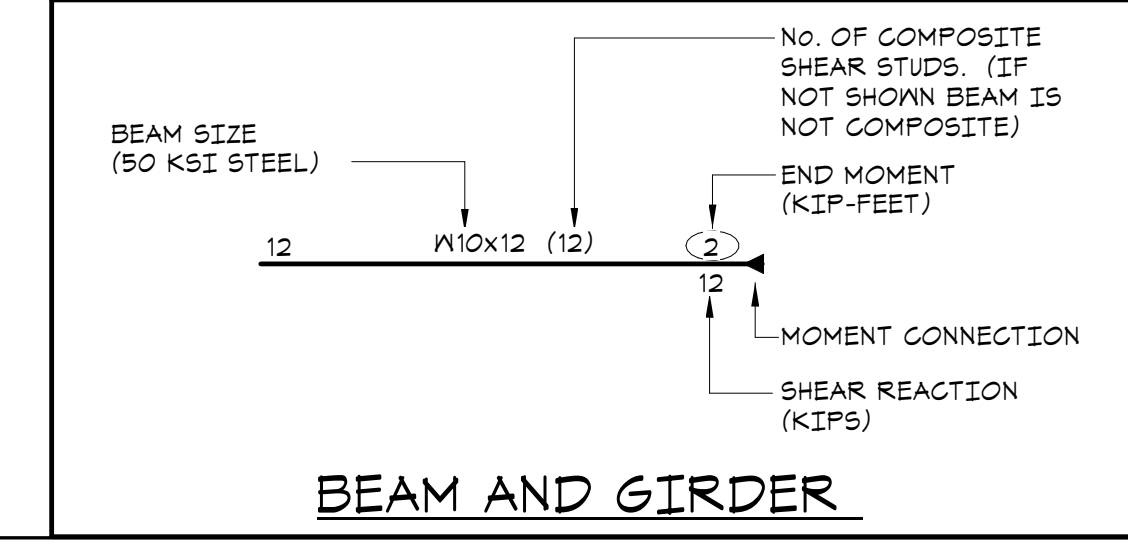 No. OF COMPOSITE
SHEAR STUDS. (IF
NOT SHOWN BEAM IS
NOT COMPOSITE)
BEAM SIZE
(50 KSI STEEL)
END MOMENT
(KIP-FEET)
12 W10x12 (12) 2
12
MOMENT CONNECTION
SHEAR REACTION
(KIPS)
BEAM AND GIRDER